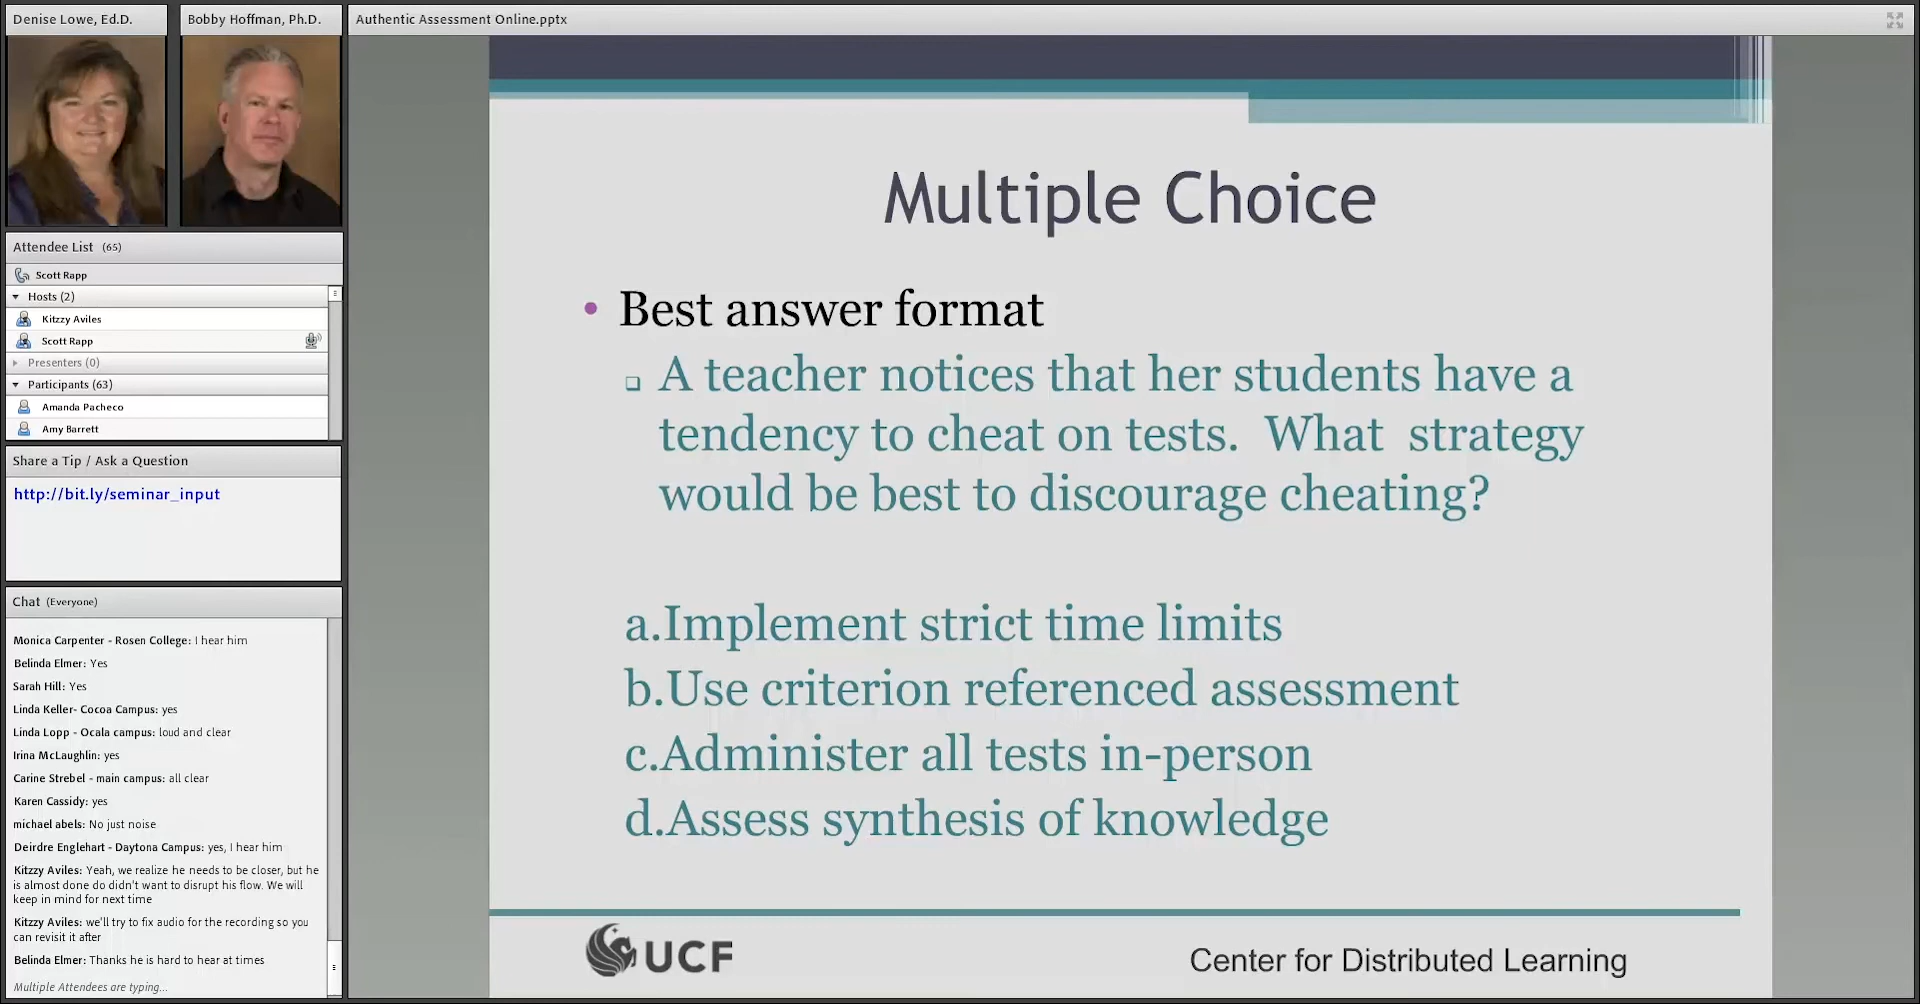 Denise Lowe, Ed.D.
Bobby Hoffman, Ph.D.
Authentic Assessment Online.pptx
Attendee List (65)
Scott Rapp
Hosts (2)
Kitzzy Aviles
Scott Rapp
Presenters (0)
Participants (63)
Amanda Pacheco
Amy Barrett
Share a Tip / Ask a Question
http://bit.ly/seminar_input
Chat (Everyone)
Monica Carpenter - Rosen College: I hear him
Belinda Elmer: Yes
Sarah Hill: Yes
Linda Keller- Cocoa Campus: yes
Linda Lopp - Ocala campus: loud and clear
Irina McLaughlin: yes
Carine Strebel - main campus: all clear
Karen Cassidy: yes
michael abels: No just noise
Deirdre Englehart - Daytona Campus: yes, I hear him
Kitzzy Aviles: Yeah, we realize he needs to be closer, but he
is almost done do didn't want to disrupt his flow. We will
keep in mind for next time
Kitzzy Aviles: we'll try to fix audio for the recording so you
can revisit it after
Belinda Elmer: Thanks he is hard to hear at times
Multiple Attendees are typing...
Multiple Choice
• Best answer format
❑ A teacher notices that her students have a
tendency to cheat on tests. What strategy
would be best to discourage cheating?
a.Implement strict time limits
b.Use criterion referenced assessment
c.Administer all tests in-person
d.Assess synthesis of knowledge
UCF
Center for Distributed Learning